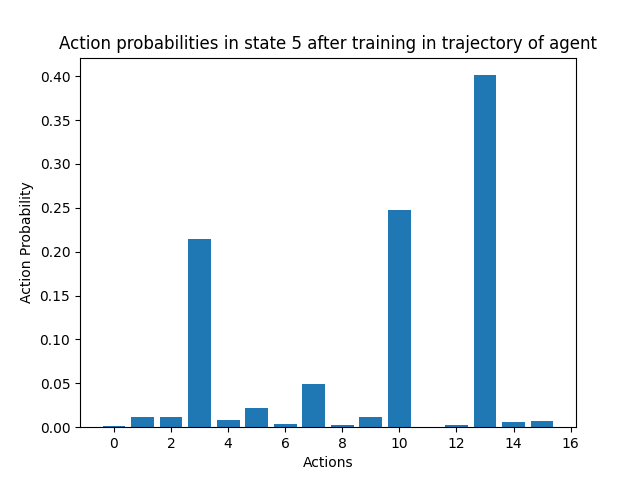 Action probabilities in state 5 after training in trajectory of agent
0.40
0.35
0.30
0.25
0.20
0.15
0.10
0.05
0.00
Action Probability
0 2 4 6 8 10 12 14 16
Actions